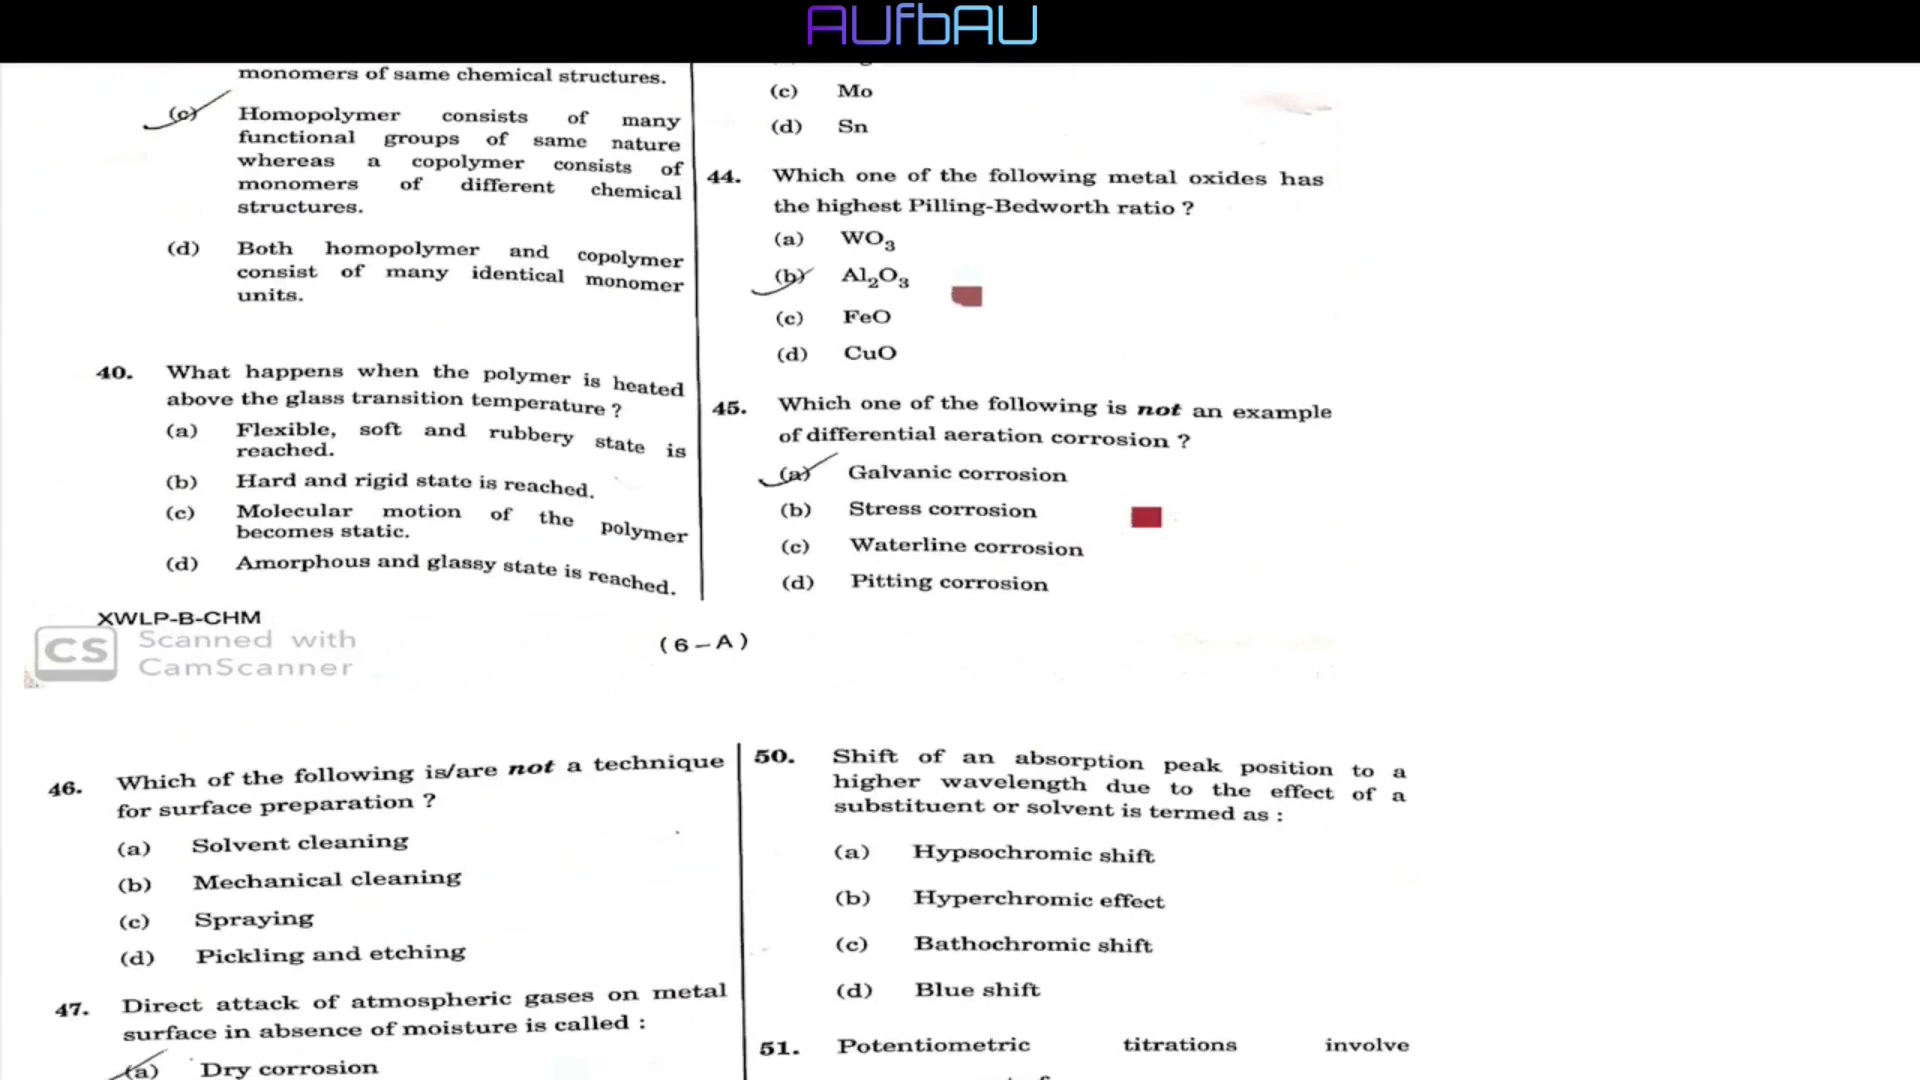 AUFBAU
monomers of same chemical structures.
(c) Homopolymer consists of many
functional groups of same nature
whereas a copolymer consists of
monomers of different chemical
structures.
(d) Both homopolymer and copolymer
consist of many identical monomer
units.
40. What happens when the polymer is heated
above the glass transition temperature ?
(a) Flexible, soft and rubbery state is
reached.
(b) Hard and rigid state is reached.
(c) Molecular motion of the polymer
becomes static.
(d) Amorphous and glassy state is reached.
XWLP-B-CHM
CS Scanned with
CamScanner
(c) Mo
(d) Sn
44. Which one of the following metal oxides has
the highest Pilling-Bedworth ratio ?
(a) WO3
(b) Al2O3
(c) FeO
(d) CuO
45. Which one of the following is not an example
of differential aeration corrosion ?
(a) Galvanic corrosion
(b) Stress corrosion
(c) Waterline corrosion
(d) Pitting corrosion
( 6 – A )
46. Which of the following is/are not a technique
for surface preparation ?
(a) Solvent cleaning
(b) Mechanical cleaning
(c) Spraying
(d) Pickling and etching
47. Direct attack of atmospheric gases on metal
surface in absence of moisture is called :
(a) Dry corrosion
50. Shift of an absorption peak position to a
higher wavelength due to the effect of a
substituent or solvent is termed as :
(a) Hypsochromic shift
(b) Hyperchromic effect
(c) Bathochromic shift
(d) Blue shift
51. Potentiometric titrations involve